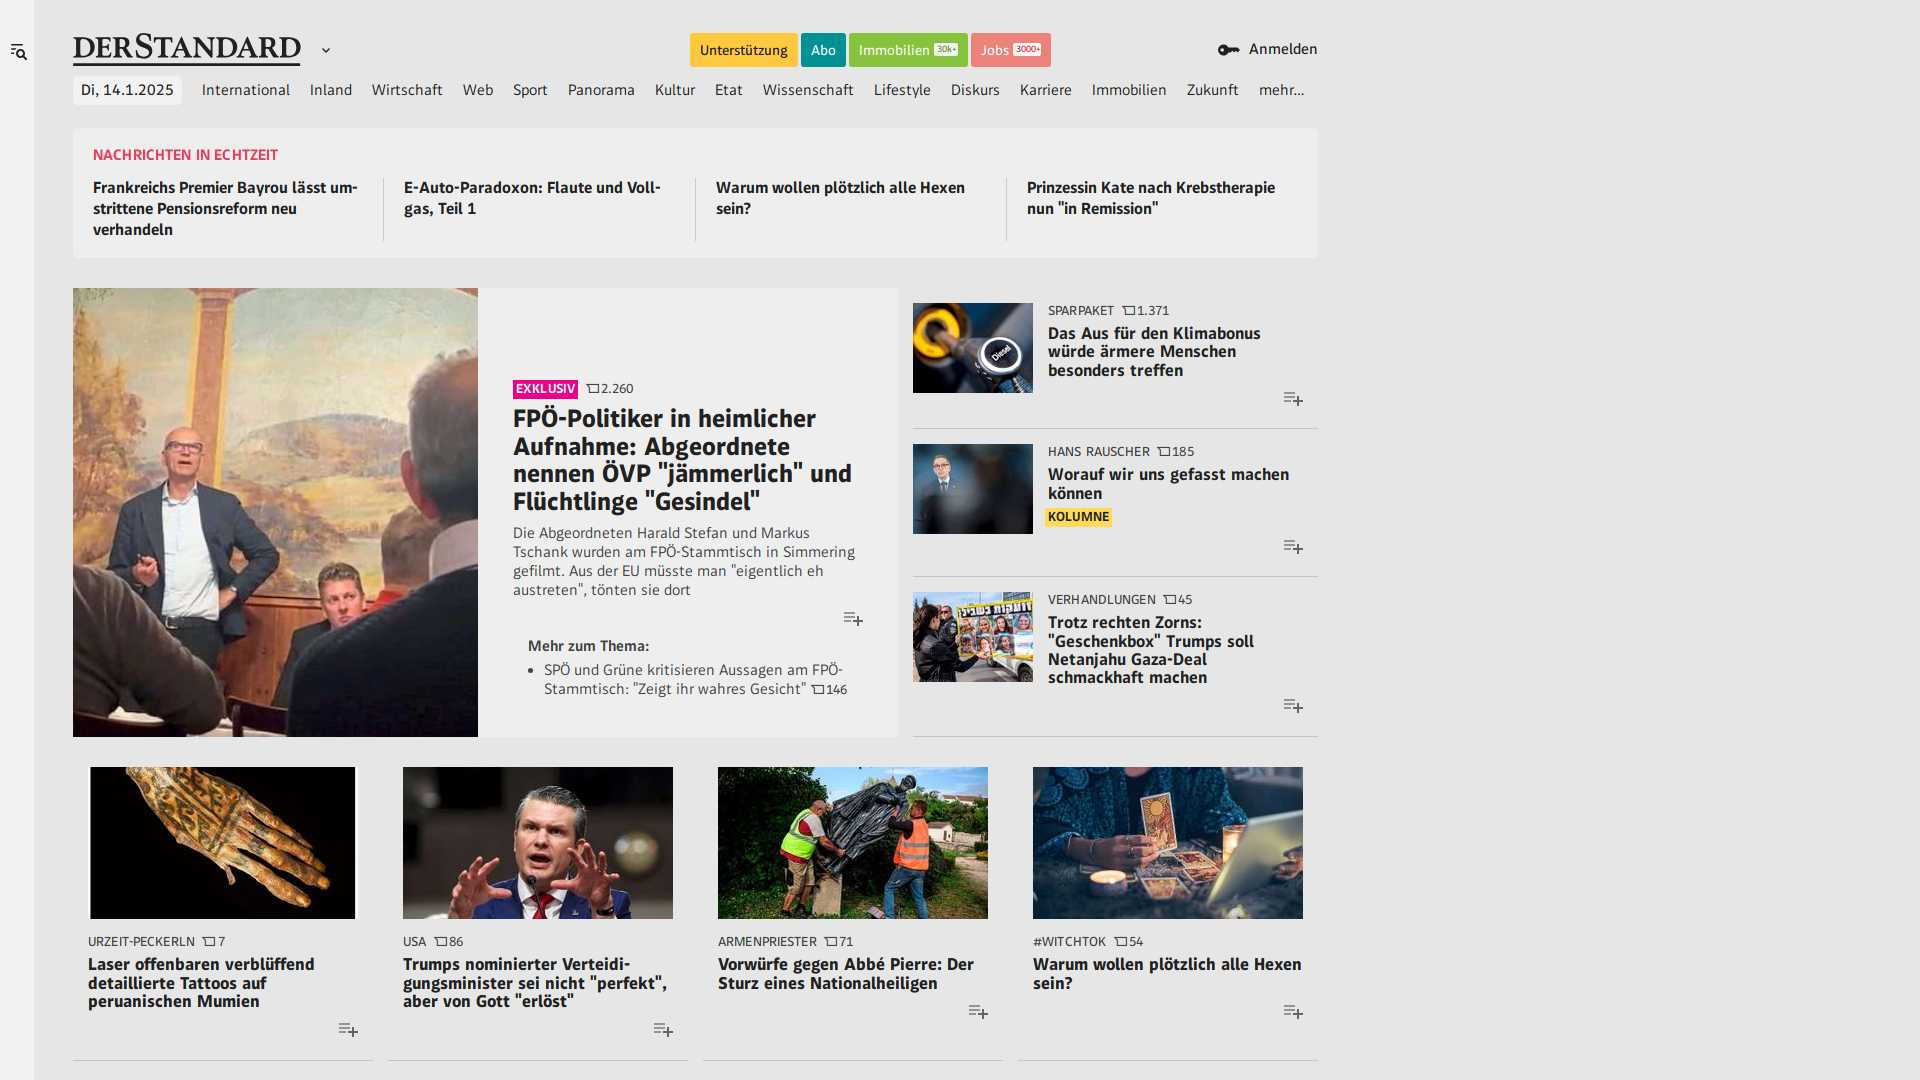 DERSTANDARD
Unterstützung
Abo
Immobilien 30k+
Jobs 3000+
Anmelden
Di, 14.1.2025
International
Inland
Wirtschaft
Web
Sport
Panorama
Kultur
Etat
Wissenschaft
Lifestyle
Diskurs
Karriere
Immobilien
Zukunft
mehr...
NACHRICHTEN IN ECHTZEIT
Frankreichs Premier Bayrou lässt um-
strittene Pensionsreform neu
verhandeln
E-Auto-Paradoxon: Flaute und Voll-
gas, Teil 1
Warum wollen plötzlich alle Hexen
sein?
Prinzessin Kate nach Krebstherapie
nun "in Remission"
EXKLUSIV 2.260
FPÖ-Politiker in heimlicher
Aufnahme: Abgeordnete
nennen ÖVP "jämmerlich" und
Flüchtlinge "Gesindel"
Die Abgeordneten Harald Stefan und Markus
Tschank wurden am FPÖ-Stammtisch in Simmering
gefilmt. Aus der EU müsste man "eigentlich eh
austreten", tönten sie dort
Mehr zum Thema:
SPÖ und Grüne kritisieren Aussagen am FPÖ-
Stammtisch: "Zeigt ihr wahres Gesicht" 146
Diesel
SPARPAKET 1.371
Das Aus für den Klimabonus
würde ärmere Menschen
besonders treffen
HANS RAUSCHER 185
Worauf wir uns gefasst machen
können
KOLUMNE
VERHANDLUNGEN 45
Trotz rechten Zorns:
"Geschenkbox" Trumps soll
Netanjahu Gaza-Deal
schmackhaft machen
URZEIT-PECKERLN 7
Laser offenbaren verblüffend
detaillierte Tattoos auf
peruanischen Mumien
USA 86
Trumps nominierter Verteidi-
gungsminister sei nicht "perfekt",
aber von Gott "erlöst"
ARMENPRIESTER 71
Vorwürfe gegen Abbé Pierre: Der
Sturz eines Nationalheiligen
#WITCHTOK 54
Warum wollen plötzlich alle Hexen
sein?